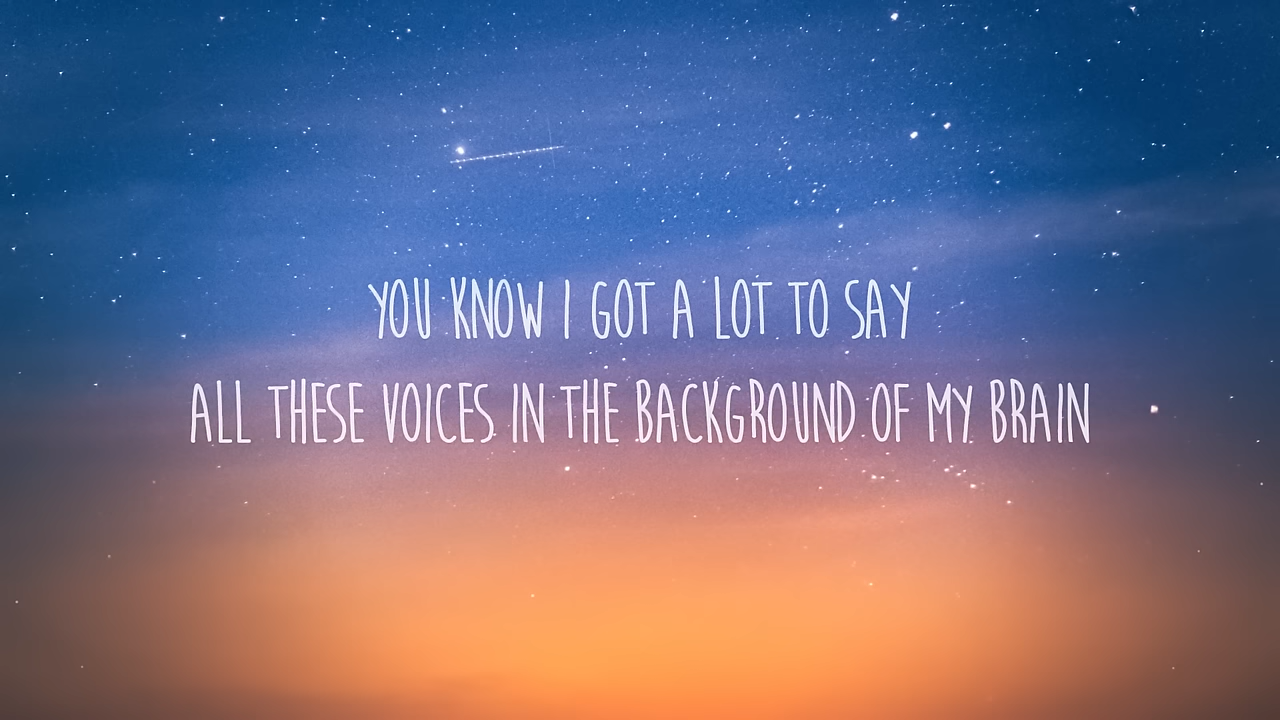 YOU KNOW I GOT A LOT TO SAY
ALL THESE VOICES IN THE BACKGROUND OF MY BRAIN